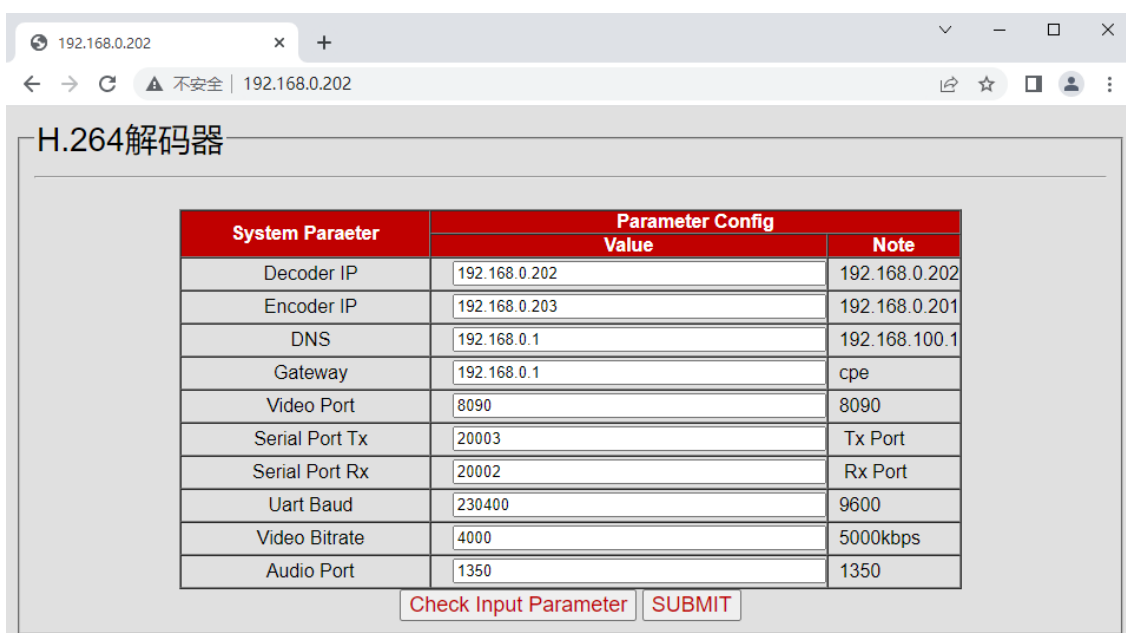 192.168.0.202
不安全 192.168.0.202
H.264解码器
System Paraeter Parameter Config
Value Note
Decoder IP 192.168.0.202 192.168.0.202
Encoder IP 192.168.0.203 192.168.0.201
DNS 192.168.0.1 192.168.100.1
Gateway 192.168.0.1 cpe
Video Port 8090 8090
Serial Port Tx 20003 Tx Port
Serial Port Rx 20002 Rx Port
Uart Baud 230400 9600
Video Bitrate 4000 5000kbps
Audio Port 1350 1350
Check Input Parameter SUBMIT